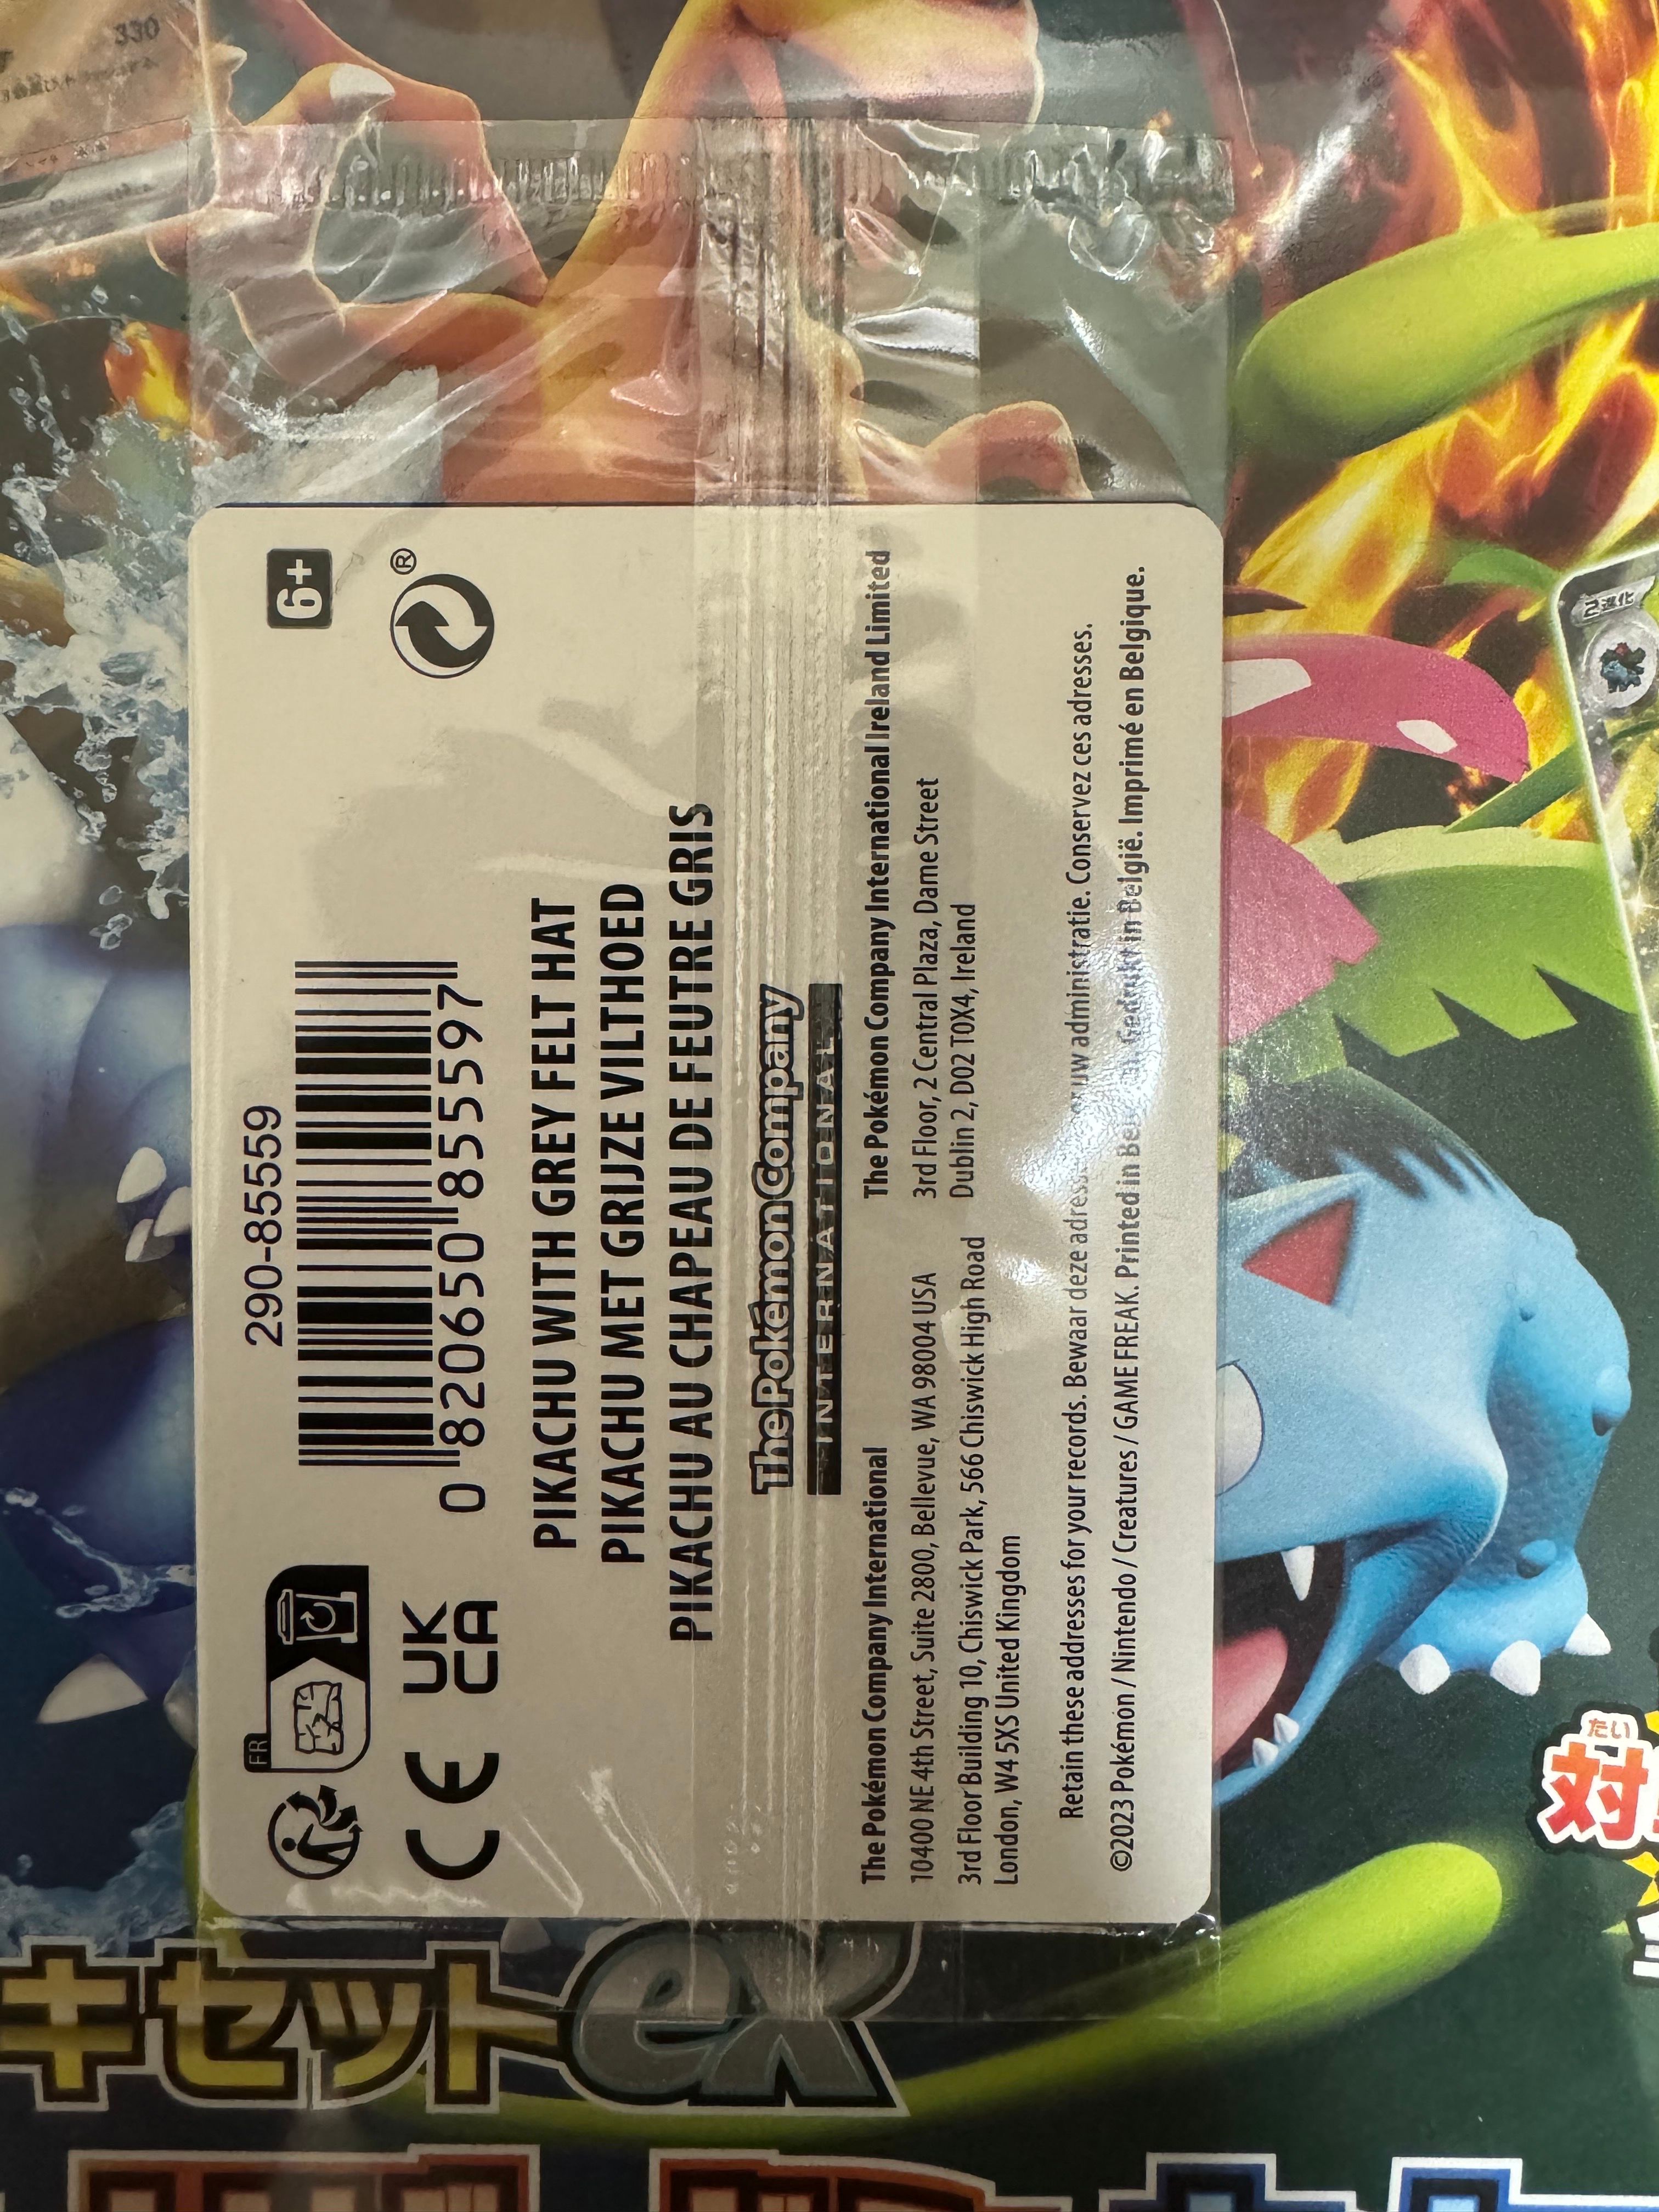 290-85559
0 820650 855597
6+
®
FR
CE
UK
CA
PIKACHU WITH GREY FELT HAT
PIKACHU MET GRIJZE VILTHOED
PIKACHU AU CHAPEAU DE FEUTRE GRIS
The Pokémon Company
INTERNATIONAL
The Pokémon Company International
10400 NE 4th Street, Suite 2800, Bellevue, WA 98004 USA
3rd Floor Building 10, Chiswick Park, 566 Chiswick High Road
London, W4 5XS United Kingdom
The Pokémon Company International Ireland Limited
3rd Floor, 2 Central Plaza, Dame Street
Dublin 2, D02 T0X4, Ireland
Retain these addresses for your records. Bewaar deze adressen voor uw administratie. Conservez ces adresses.
©2023 Pokémon / Nintendo / Creatures / GAME FREAK. Printed in Belgium. Gedrukt in België. Imprimé en Belgique.
330
2進化
たい
対
キセットex